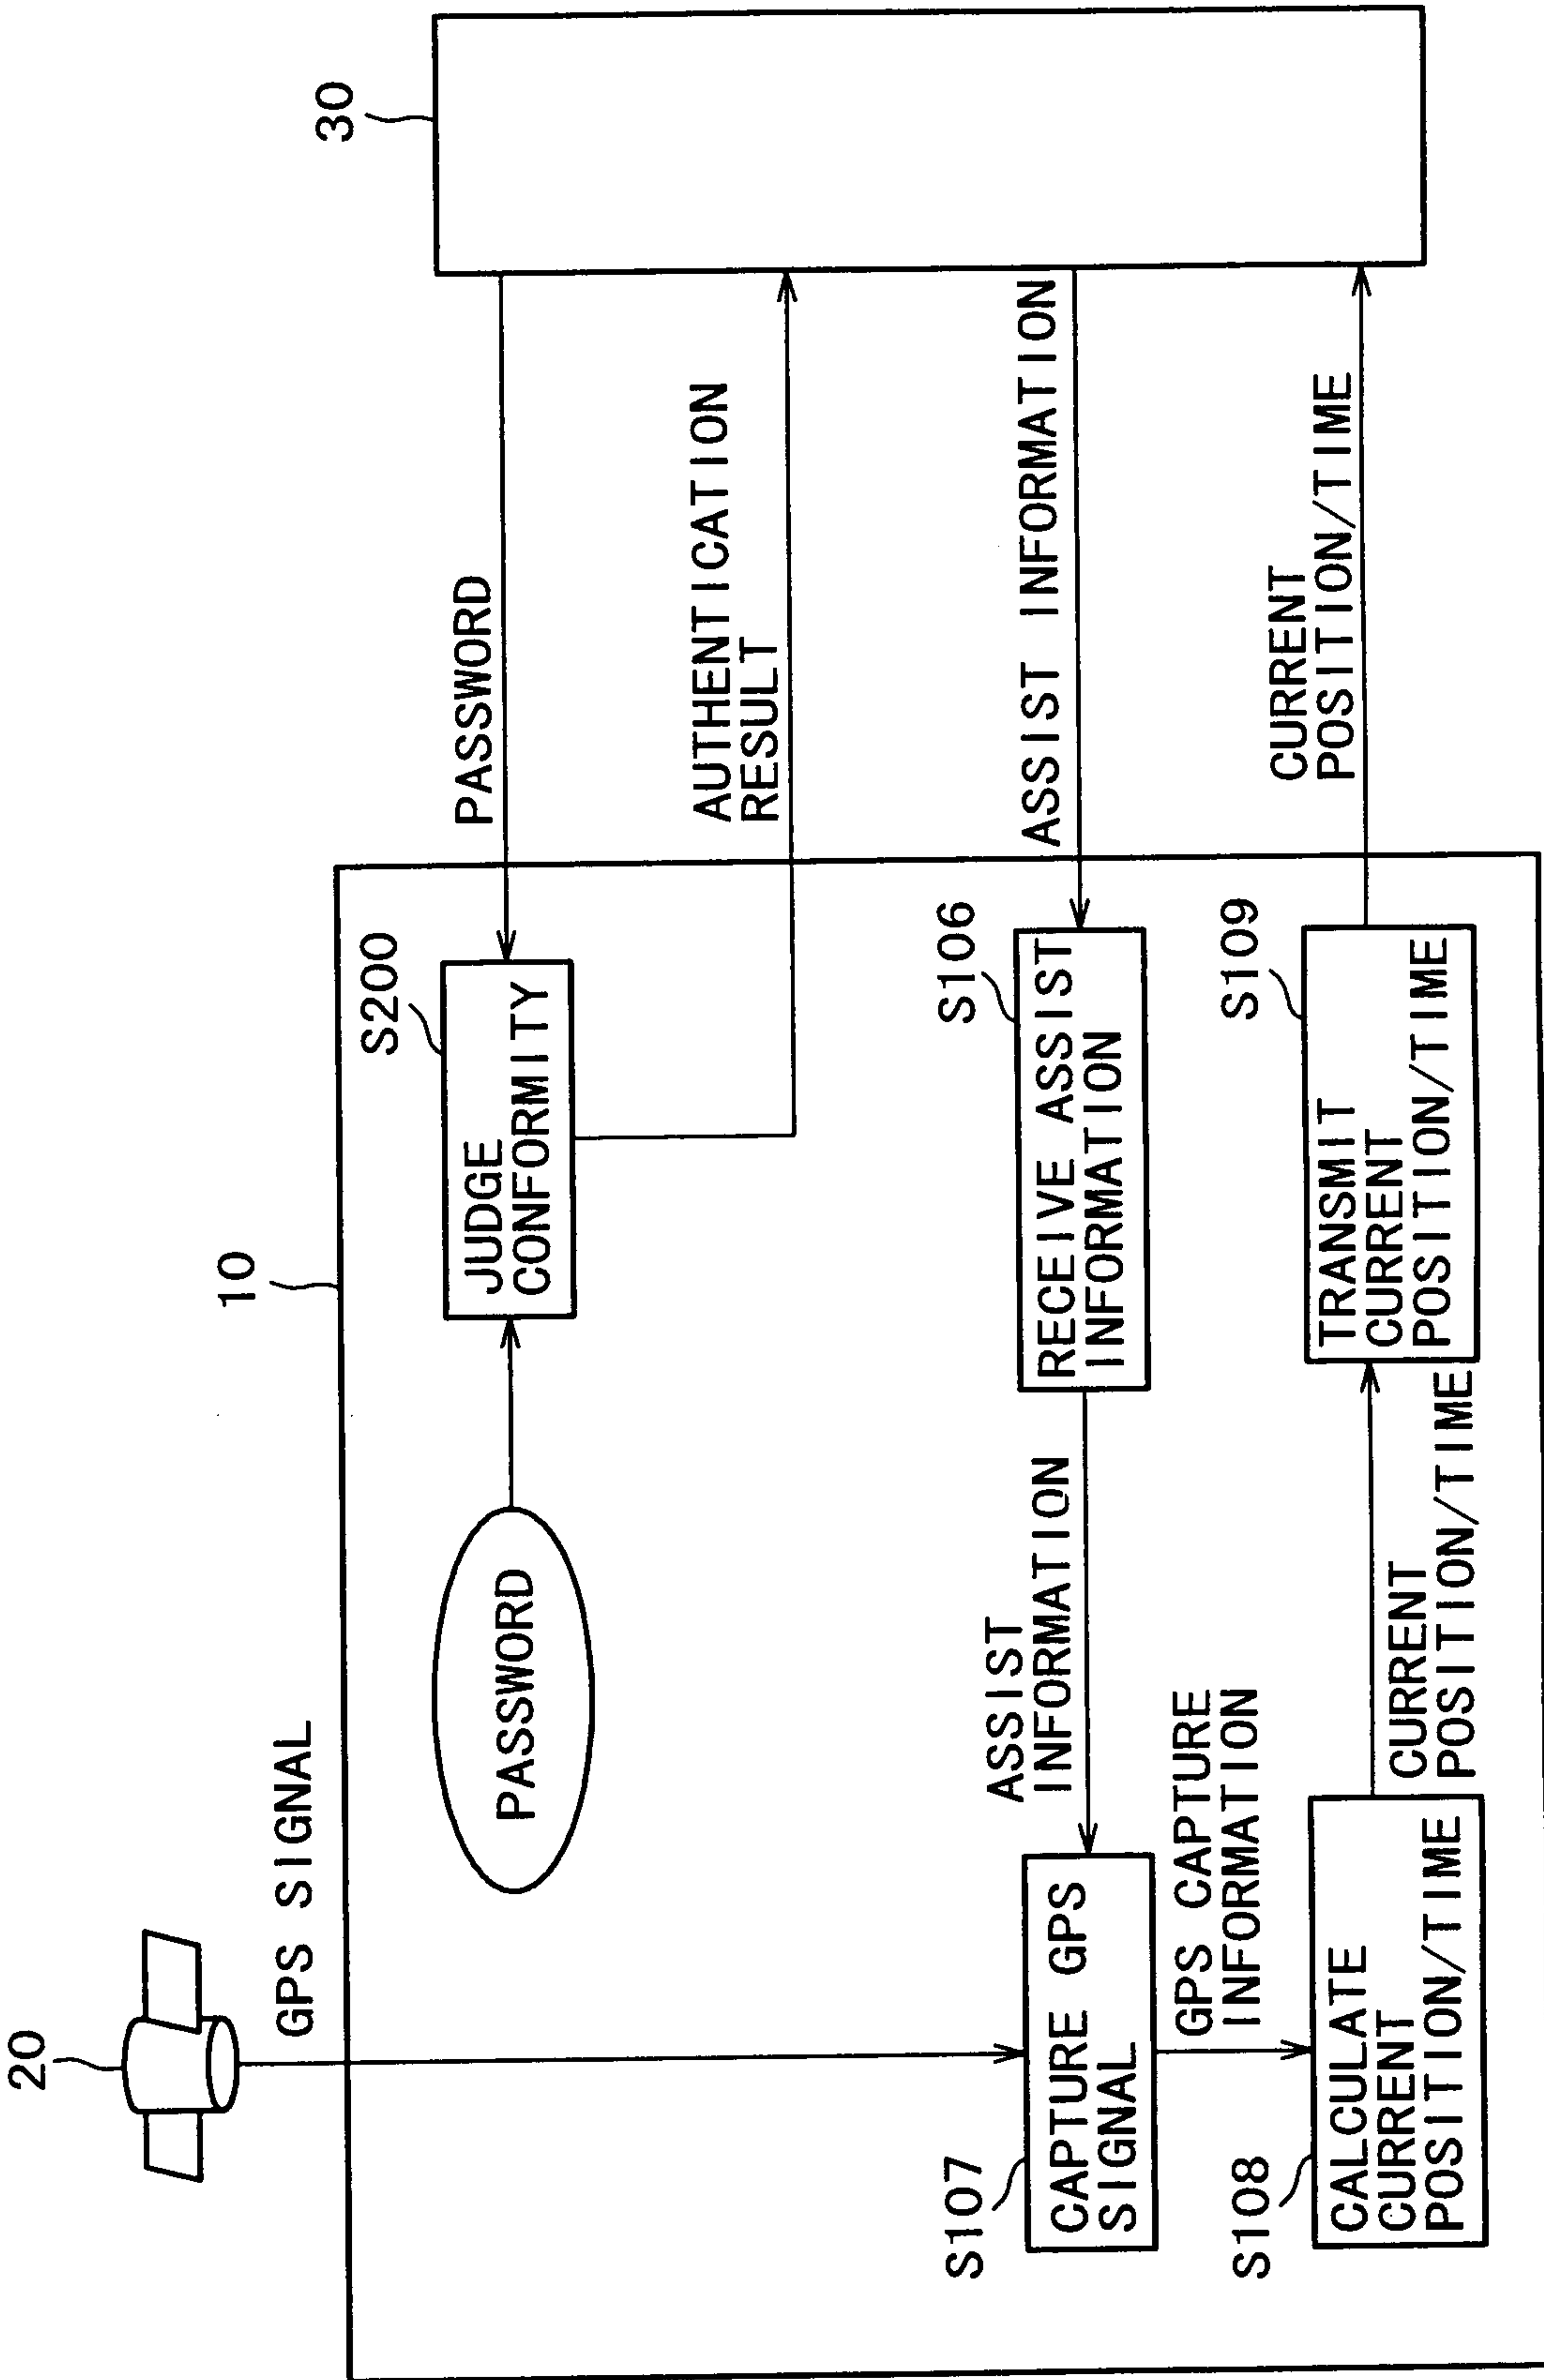 20
GPS SIGNAL
10
30
PASSWORD
S200
JUDGE
CONFORMITY
PASSWORD
AUTHENTICATION
RESULT
S107
CAPTURE GPS
SIGNAL
ASSIST
INFORMATION
S106
RECEIVE ASSIST
INFORMATION
ASSIST INFORMATION
GPS CAPTURE
INFORMATION
S108
CALCULATE
CURRENT
POSITION/TIME
CURRENT
POSITION/TIME
S109
TRANSMIT
CURRENT
POSITION/TIME
CURRENT
POSITION/TIME